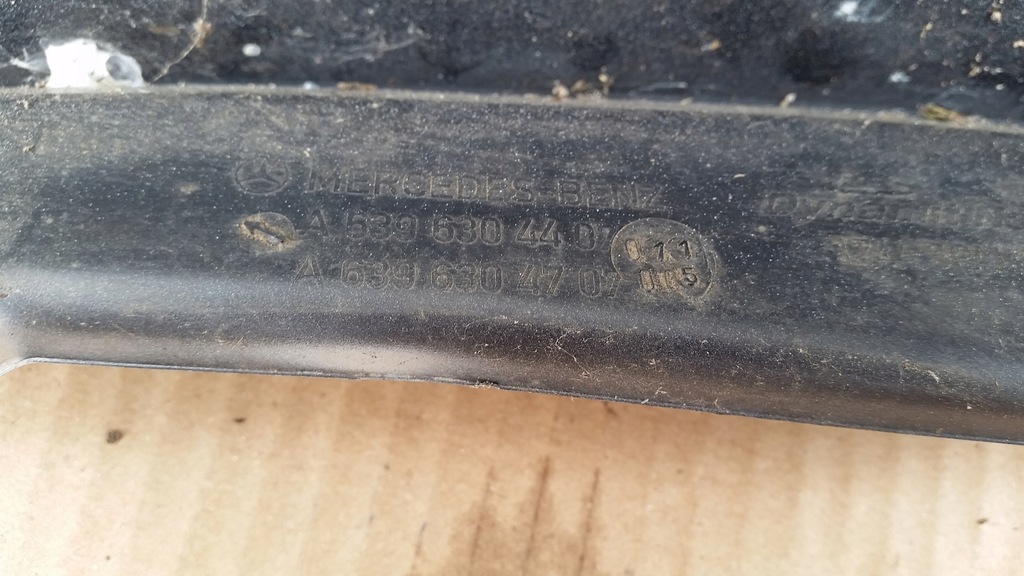 MERCEDES-BENZ
A 639 630 44 07
A 639 630 47 07